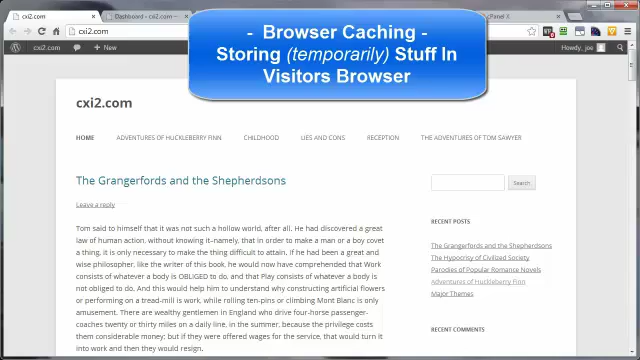 cxi2.com
Dashboard - cxi2.com
cPanel X
cxi2.com
cxi2.com
New
Howdy, joe
- Browser Caching -
Storing (temporarily) Stuff In
Visitors Browser
cxi2.com
HOME ADVENTURES OF HUCKLEBERRY FINN CHILDHOOD LIES AND CONS RECEPTION THE ADVENTURES OF TOM SAWYER
The Grangerfords and the Shepherdsons
Search
Leave a reply
RECENT POSTS
The Grangerfords and the Shepherdsons
The Hypocrisy of Civilized Society
Parodies of Popular Romance Novels
Adventures of Huckleberry Finn
Major Themes
RECENT COMMENTS
Tom said to himself that it was not such a hollow world, after all. He had discovered a great
law of human action, without knowing it–namely, that in order to make a man or a boy covet
a thing, it is only necessary to make the thing difficult to attain. If he had been a great and
wise philosopher, like the writer of this book, he would now have comprehended that Work
consists of whatever a body is OBLIGED to do, and that Play consists of whatever a body is
not obliged to do. And this would help him to understand why constructing artificial flowers
or performing on a tread-mill is work, while rolling ten-pins or climbing Mont Blanc is only
amusement. There are wealthy gentlemen in England who drive four-horse passenger-
coaches twenty or thirty miles on a daily line, in the summer, because the privilege costs
them considerable money; but if they were offered wages for the service, that would turn it
into work and then they would resign.